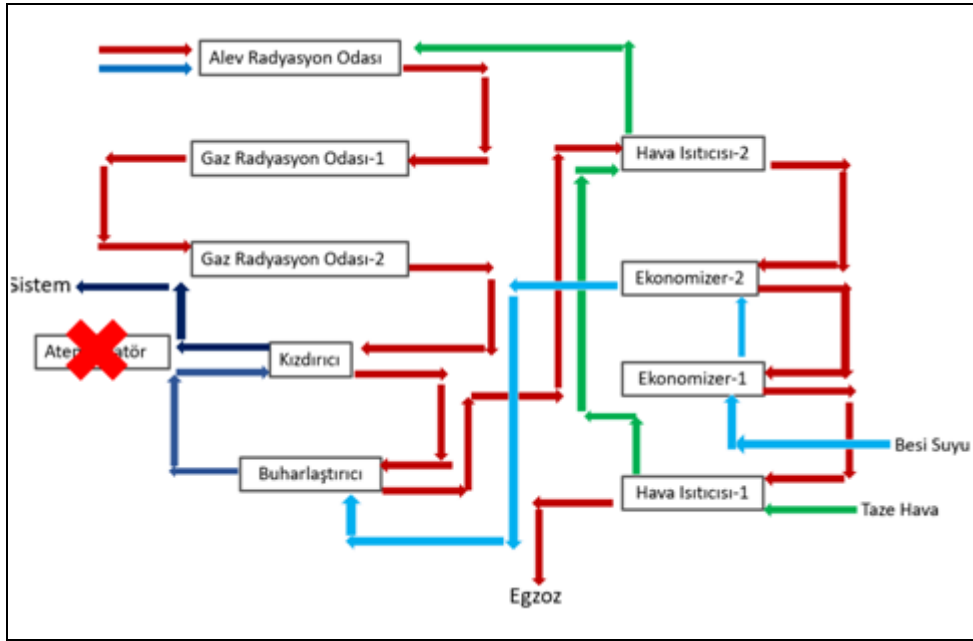 Alev Radyasyon Odası
Gaz Radyasyon Odası-1
Hava Isıtıcısı-2
Gaz Radyasyon Odası-2
Sistem
Ekonomizer-2
Kızdırıcı
Ekonomizer-1
Besi Suyu
Buharlaştırıcı
Hava Isıtıcısı-1
Taze Hava
Egzoz